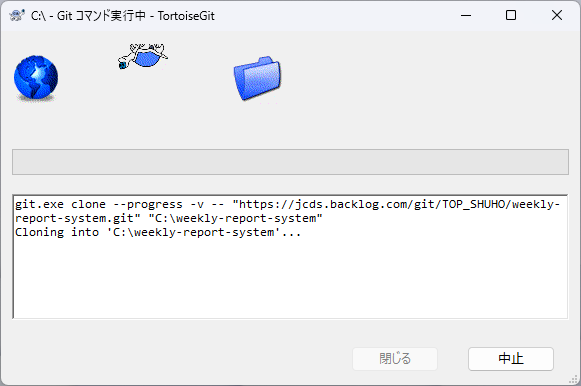 C:\ - Git コマンド実行中 - TortoiseGit
git.exe clone --progress -v -- "https://jcds.backlog.com/git/TOP_SHUHO/weekly-
report-system.git" "C:\weekly-report-system"
Cloning into 'C:\weekly-report-system'...
閉じる
中止